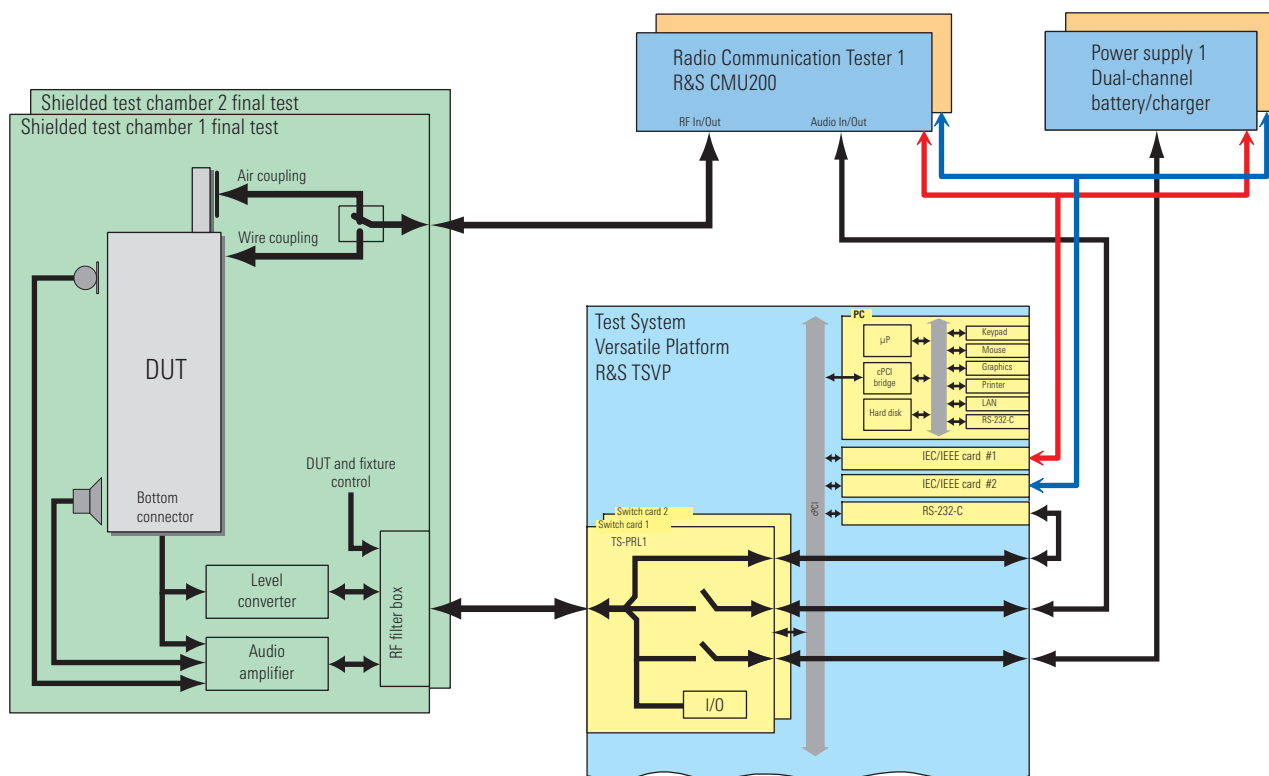 Radio Communication Tester 1
R&S CMU200
RF In/Out
Audio In/Out
Power supply 1
Dual-channel
battery/charger
Shielded test chamber 2 final test
Shielded test chamber 1 final test
Air coupling
Wire coupling
DUT
Bottom
connector
DUT and fixture
control
Level
converter
Audio
amplifier
RF filter box
Test System
Versatile Platform
R&S TSVP
PC
µP
cPCI
bridge
Hard disk
Keypad
Mouse
Graphics
Printer
LAN
RS-232-C
IEC/IEEE card #1
IEC/IEEE card #2
RS-232-C
cPCI
Switch card 2
Switch card 1
TS-PRL1
I/O